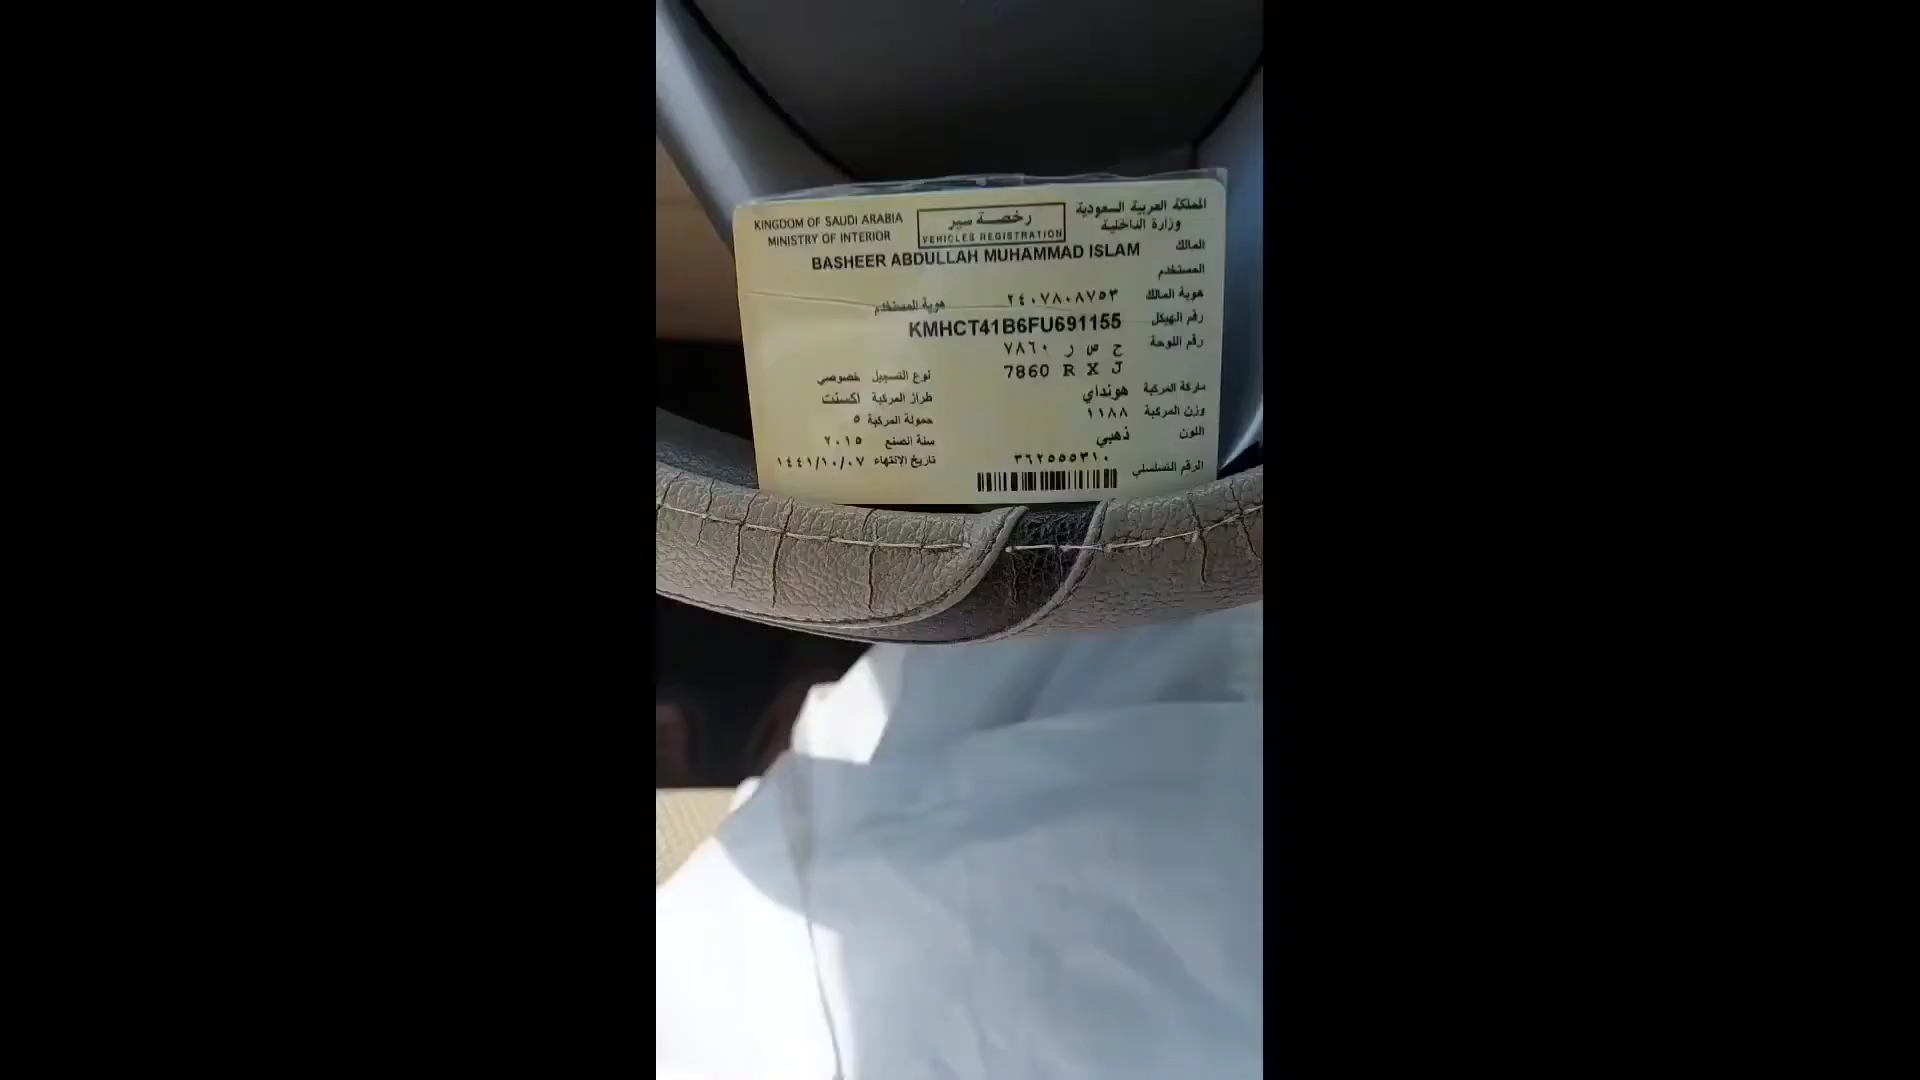 KINGDOM OF SAUDI ARABIA رخصة سير المملكة العربية السعودية
MINISTRY OF INTERIOR VEHICLES REGISTRATION وزارة الداخلية
المالك
BASHEER ABDULLAH MUHAMMAD ISLAM
المستخدم
هوية المالك ٢٤٠٧٨٠٨٧٥٣ هوية المستخدم
رقم الهيكل KMHCT41B6FU691155
رقم اللوحة ح ص ر ٧٨٦٠
7860 R X J
نوع التسجيل خصوصي
ماركة المركبة هونداي طراز المركبة اكسنت
وزن المركبة ١١٨٨ حمولة المركبة ٥
اللون ذهبي سنة الصنع ٢٠١٥
الرقم التسلسلي ٣٦٢٥٥٥٣١٠ تاريخ الإنتهاء ١٤٤١/١٠/٠٧